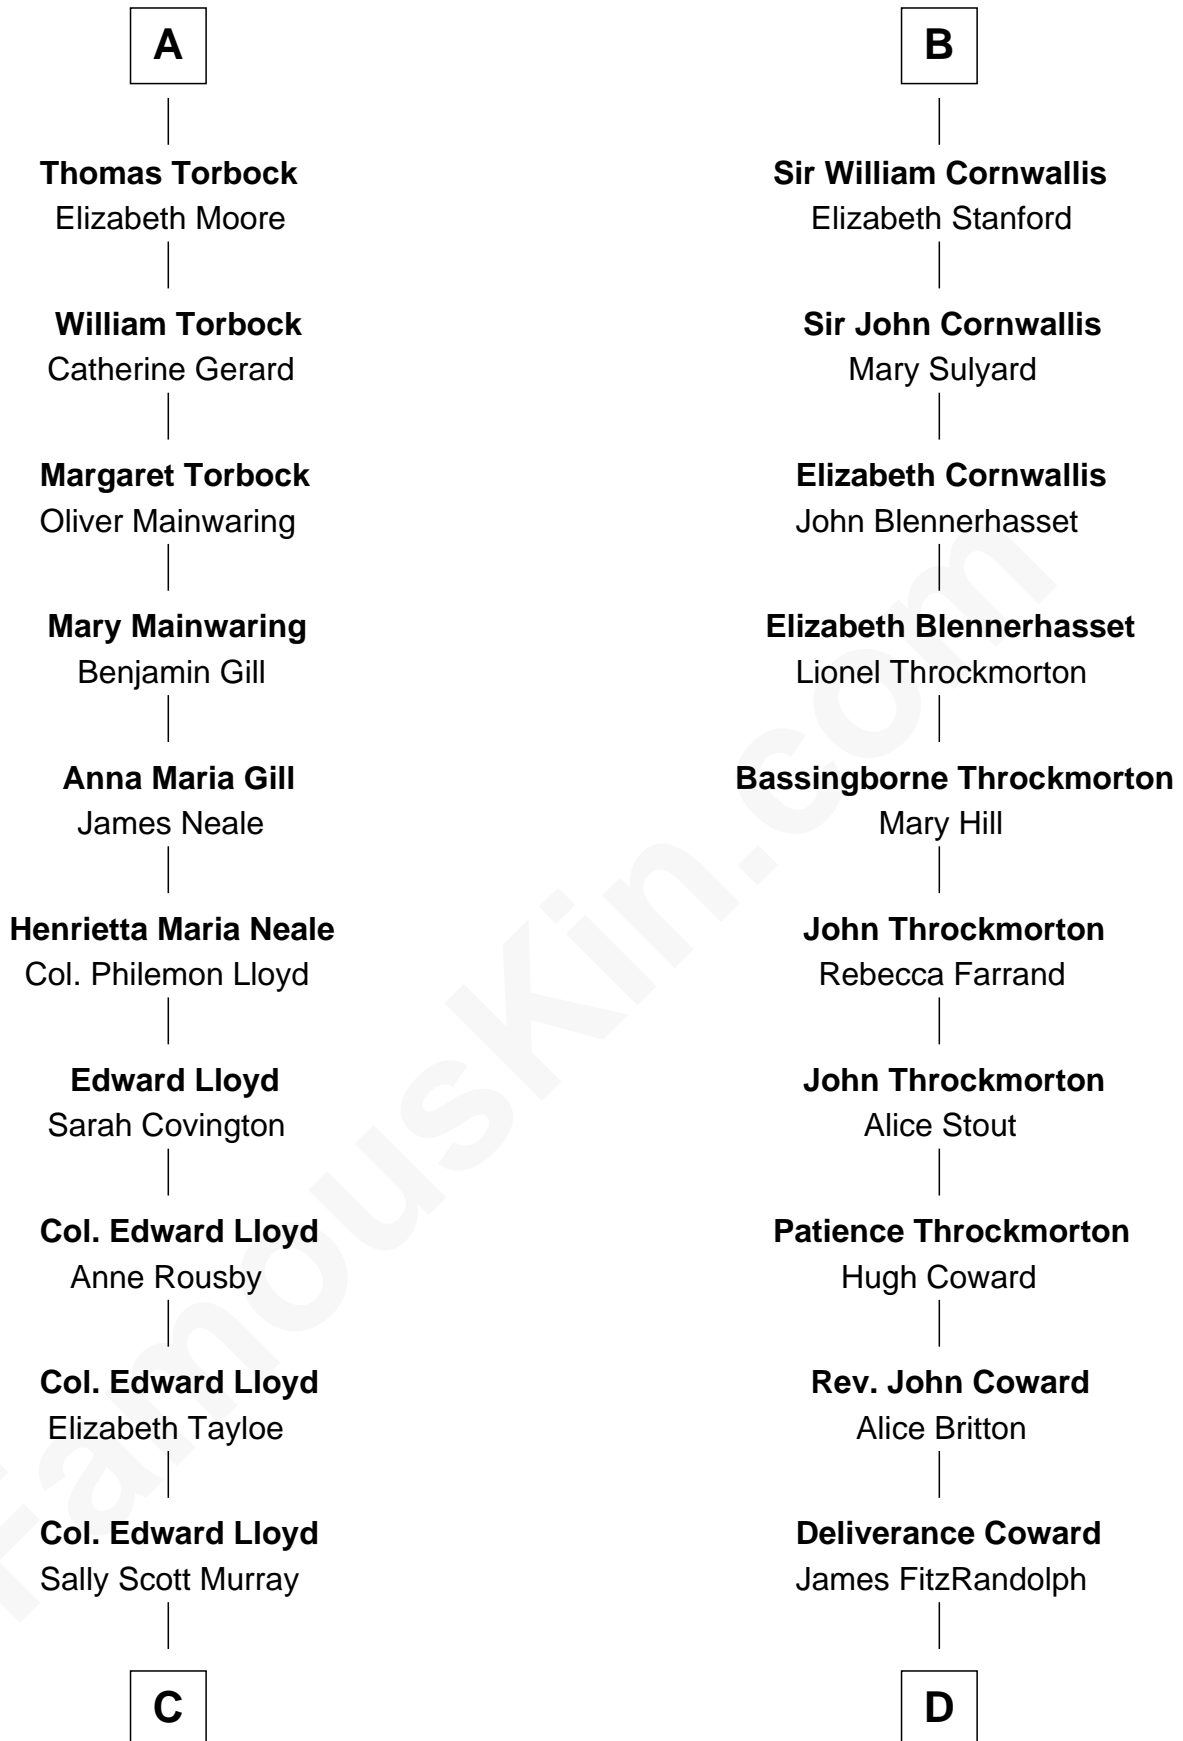 A
Thomas Torbock
Elizabeth Moore
William Torbock
Catherine Gerard
Margaret Torbock
Oliver Mainwaring
Mary Mainwaring
Benjamin Gill
Anna Maria Gill
James Neale
Henrietta Maria Neale
Col. Philemon Lloyd
Edward Lloyd
Sarah Covington
Col. Edward Lloyd
Anne Rousby
Col. Edward Lloyd
Elizabeth Tayloe
Col. Edward Lloyd
Sally Scott Murray
C
B
Sir William Cornwallis
Elizabeth Stanford
Sir John Cornwallis
Mary Sulyard
Elizabeth Cornwallis
John Blennerhasset
Elizabeth Blennerhasset
Lionel Throckmorton
Bassingborne Throckmorton
Mary Hill
John Throckmorton
Rebecca Farrand
John Throckmorton
Alice Stout
Patience Throckmorton
Hugh Coward
Rev. John Coward
Alice Britton
Deliverance Coward
James FitzRandolph
D
FamousKin.com